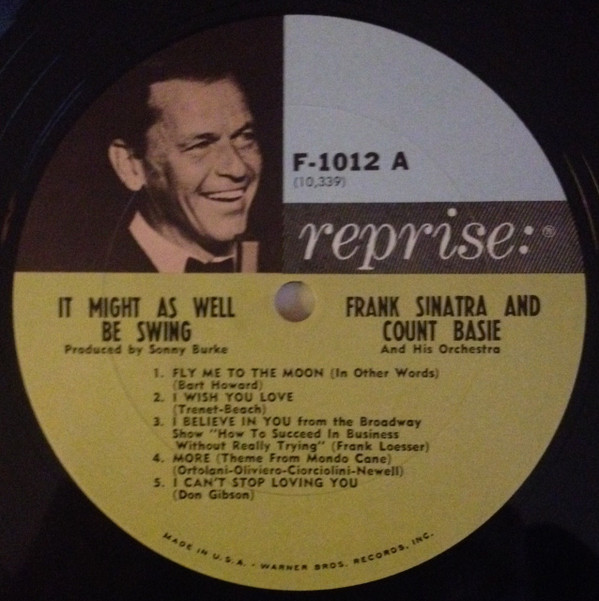 F-1012 A
(10,339)
reprise:®
IT MIGHT AS WELL
BE SWING
Produced by Sonny Burke
FRANK SINATRA AND
COUNT BASIE
And His Orchestra
1. FLY ME TO THE MOON (In Other Words)
(Bart Howard)
2. I WISH YOU LOVE
(Trenet-Beach)
3. I BELIEVE IN YOU from the Broadway
Show "How To Succeed In Business
Without Really Trying" (Frank Loesser)
4. MORE (Theme From Mondo Cane)
(Ortolani-Oliviero-Ciorciolini-Newell)
5. I CAN'T STOP LOVING YOU
(Don Gibson)
MADE IN U.S.A. • WARNER BROS. RECORDS, INC.